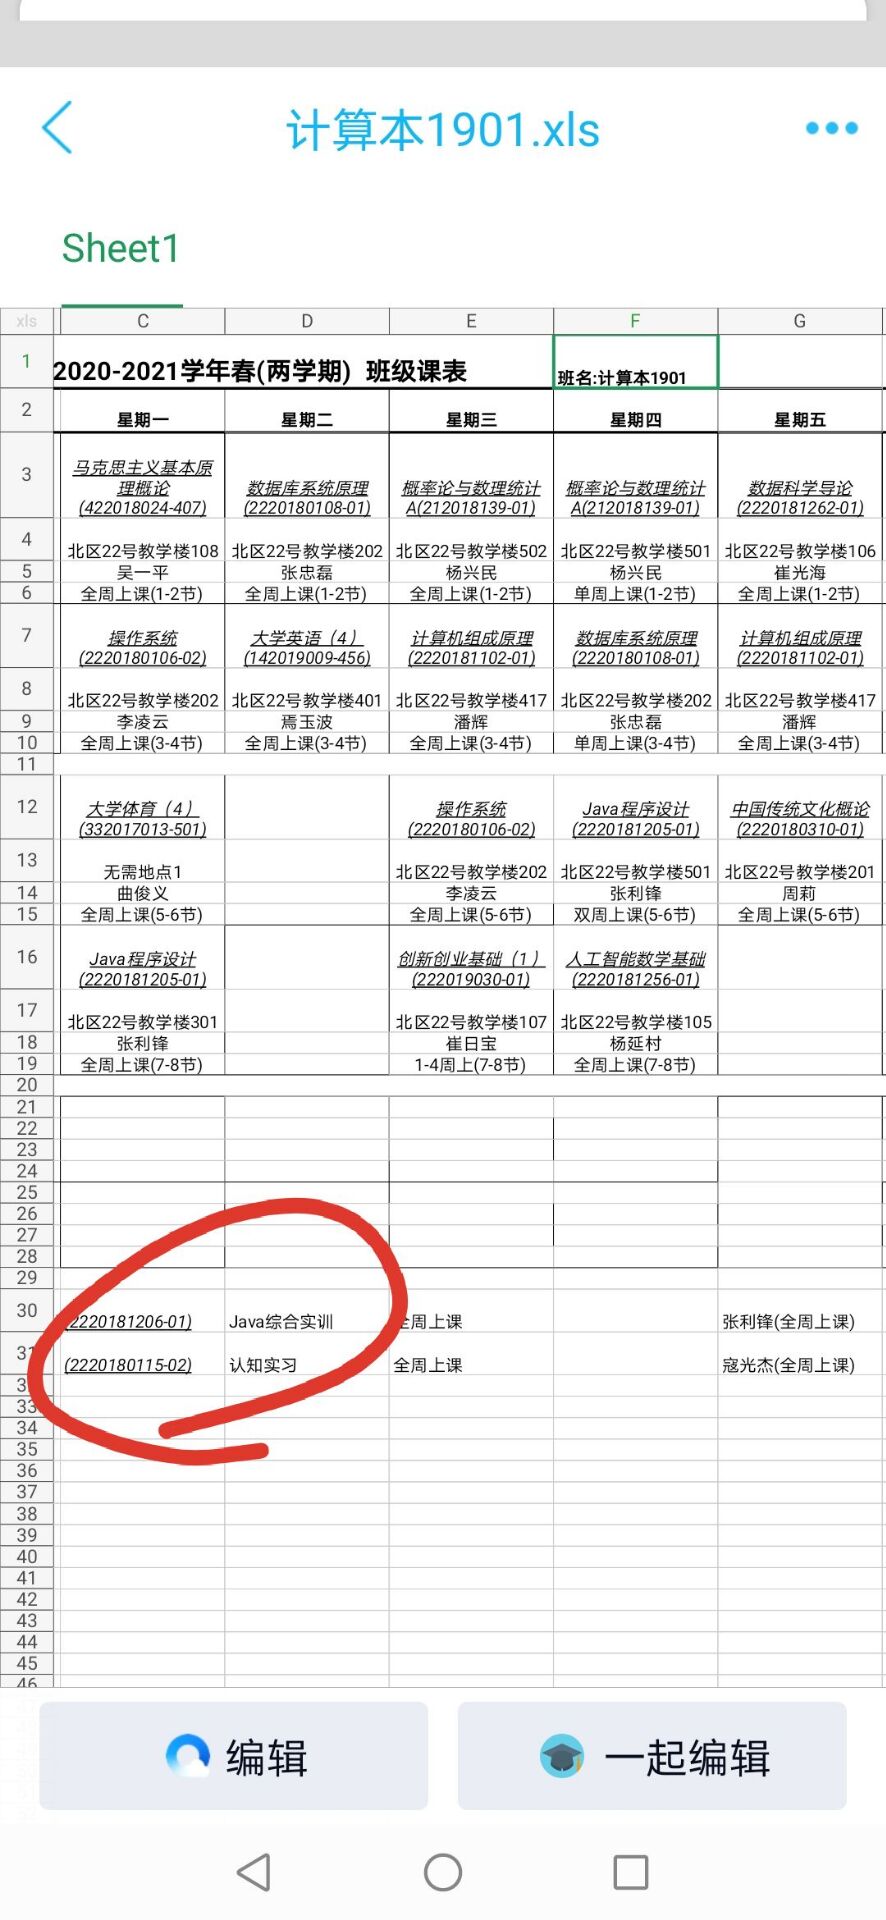 计算本1901.xls
Sheet1
xls C D E F G
1 2020-2021学年春(两学期) 班级课表 班名:计算本1901
2 星期一 星期二 星期三 星期四 星期五
马克思主义基本原
3 理概论 数据库系统原理 概率论与数理统计 概率论与数理统计 数据科学导论
(422018024-407) (2220180108-01) A(212018139-01) A(212018139-01) (2220181262-01)
4 北区22号教学楼108 北区22号教学楼202 北区22号教学楼502 北区22号教学楼501 北区22号教学楼106
5 吴一平 张忠磊 杨兴民 杨兴民 崔光海
6 全周上课(1-2节) 全周上课(1-2节) 全周上课(1-2节) 单周上课(1-2节) 全周上课(1-2节)
7 操作系统 大学英语（4） 计算机组成原理 数据库系统原理 计算机组成原理
(2220180106-02) (142019009-456) (2220181102-01) (2220180108-01) (2220181102-01)
8 北区22号教学楼202 北区22号教学楼401 北区22号教学楼417 北区22号教学楼202 北区22号教学楼417
9 李凌云 焉玉波 潘辉 张忠磊 潘辉
10 全周上课(3-4节) 全周上课(3-4节) 全周上课(3-4节) 单周上课(3-4节) 全周上课(3-4节)
11
12 大学体育（4） 操作系统 Java程序设计 中国传统文化概论
(332017013-501) (2220180106-02) (2220181205-01) (2220180310-01)
13 无需地点1 北区22号教学楼202 北区22号教学楼501 北区22号教学楼201
14 曲俊义 李凌云 张利锋 周莉
15 全周上课(5-6节) 全周上课(5-6节) 双周上课(5-6节) 全周上课(5-6节)
16 Java程序设计 创新创业基础（1） 人工智能数学基础
(2220181205-01) (222019030-01) (2220181256-01)
17 北区22号教学楼301 北区22号教学楼107 北区22号教学楼105
18 张利锋 崔日宝 杨延村
19 全周上课(7-8节) 1-4周上(7-8节) 全周上课(7-8节)
20
21
22
23
24
25
26
27
28
29
30 (2220181206-01) Java综合实训 全周上课 张利锋(全周上课)
31 (2220180115-02) 认知实习 全周上课 寇光杰(全周上课)
33
34
35
36
37
38
39
40
41
42
43
44
45
46
编辑 一起编辑